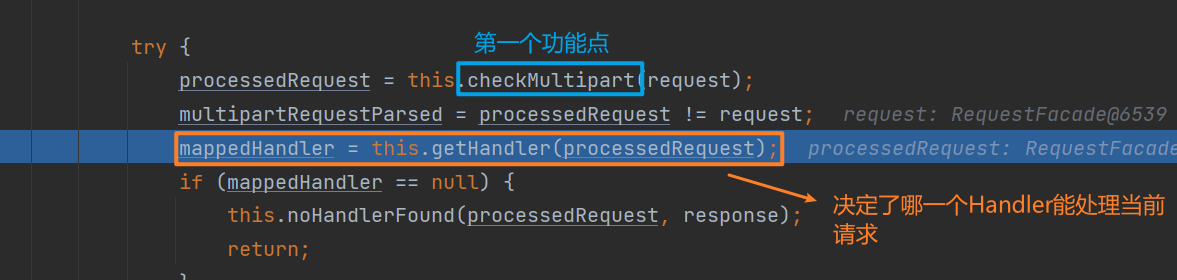 第一个功能点
try {
processedRequest = this.checkMultipart(request);
multipartRequestParsed = processedRequest != request;   request: RequestFacade@6539
mappedHandler = this.getHandler(processedRequest);   processedRequest: RequestFacade
if (mappedHandler == null) {
this.noHandlerFound(processedRequest, response);
return;
}
决定了哪一个Handler能处理当前
请求